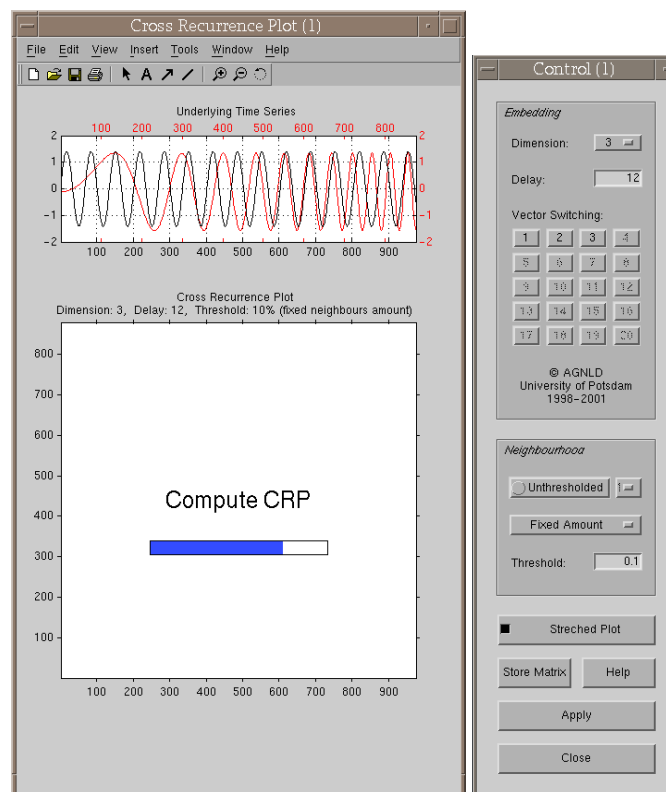 Cross Recurrence Plot (1)
File Edit View Insert Tools Window Help
A
Underlying Time Series
100 200 300 400 500 600 700 800
2 2
1 1
0 0
-1 -1
-2 -2
100 200 300 400 500 600 700 800 900
Cross Recurrence Plot
Dimension: 3, Delay: 12, Threshold: 10% (fixed neighbours amount)
800
700
600
500
400
300
200
100
Compute CRP
100 200 300 400 500 600 700 800 900
Control (1)
Embedding
Dimension: 3
Delay: 12
Vector Switching:
1 2 3 4
5 6 7 8
9 10 11 12
13 14 15 16
17 18 19 20
© AGNLD
University of Potsdam
1998-2001
Neighbourhood
Unthresholded 1
Fixed Amount
Threshold: 0.1
Streched Plot
Store Matrix Help
Apply
Close